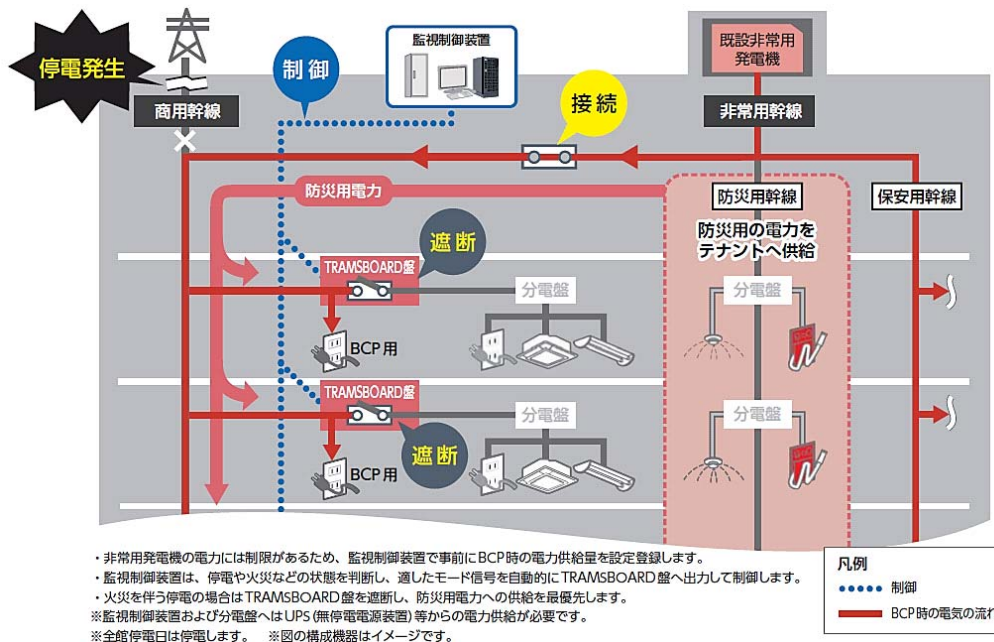 停電発生
商用幹線
制御
監視制御装置
接続
既設非常用
発電機
非常用幹線
防災用電力
防災用幹線
保安用幹線
防災用の電力を
テナントへ供給
遮断
TRAMSBOARD盤
分電盤
分電盤
BCP用
TRAMSBOARD盤
分電盤
分電盤
遮断
BCP用
・非常用発電機の電力には制限があるため、監視制御装置で事前にBCP時の電力供給量を設定登録します。
・監視制御装置は、停電や火災などの状態を判断し、適したモード信号を自動的にTRAMSBOARD盤へ出力して制御します。
・火災を伴う停電の場合はTRAMSBOARD盤を遮断し、防災用電力への供給を最優先します。
※監視制御装置および分電盤へはUPS(無停電電源装置)等からの電力供給が必要です。
※全館停電日は停電します。 ※図の構成機器はイメージです。
凡例
制御
BCP時の電気の流れ